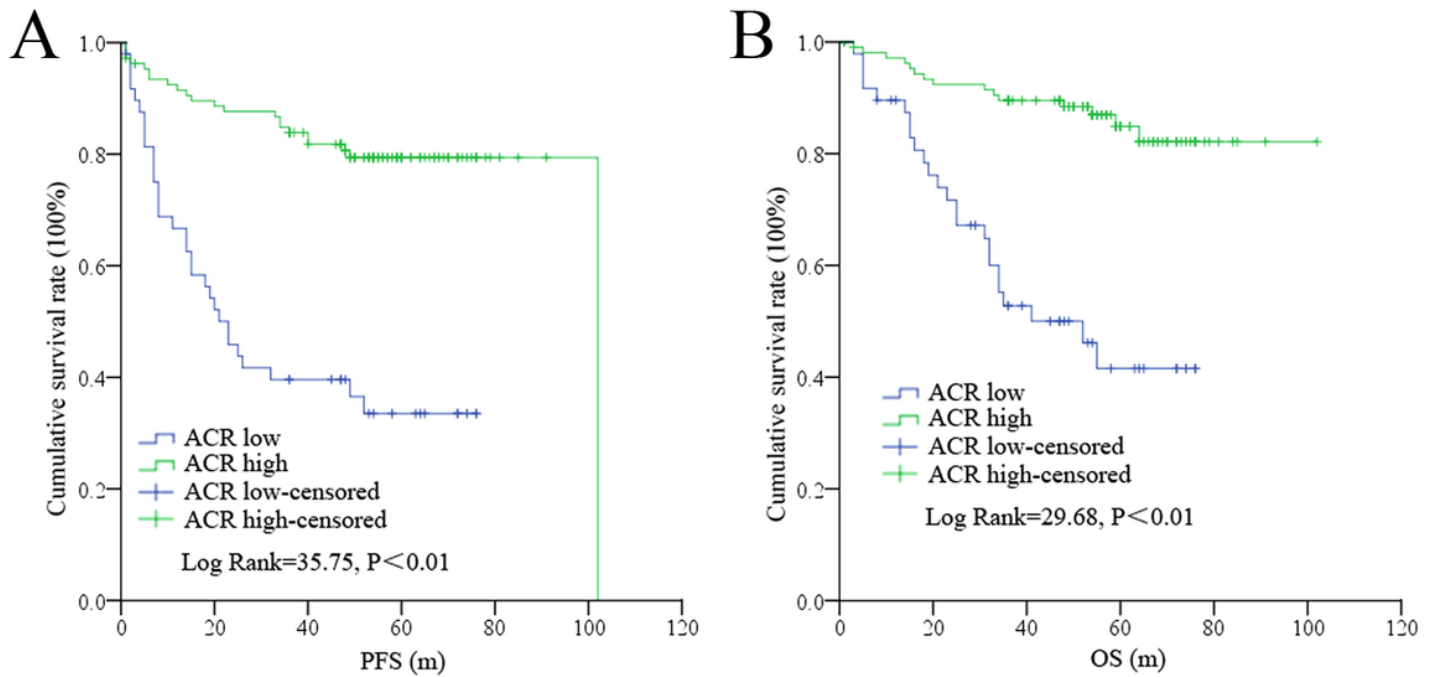 A
Cumulative survival rate (100%)
1.0
0.8
0.6
0.4
0.2
0.0
0 20 40 60 80 100 120
PFS (m)
ACR low
ACR high
ACR low-censored
ACR high-censored
Log Rank=35.75, P＜0.01
B
Cumulative survival rate (100%)
1.0
0.8
0.6
0.4
0.2
0.0
0 20 40 60 80 100 120
OS (m)
ACR low
ACR high
ACR low-censored
ACR high-censored
Log Rank=29.68, P＜0.01